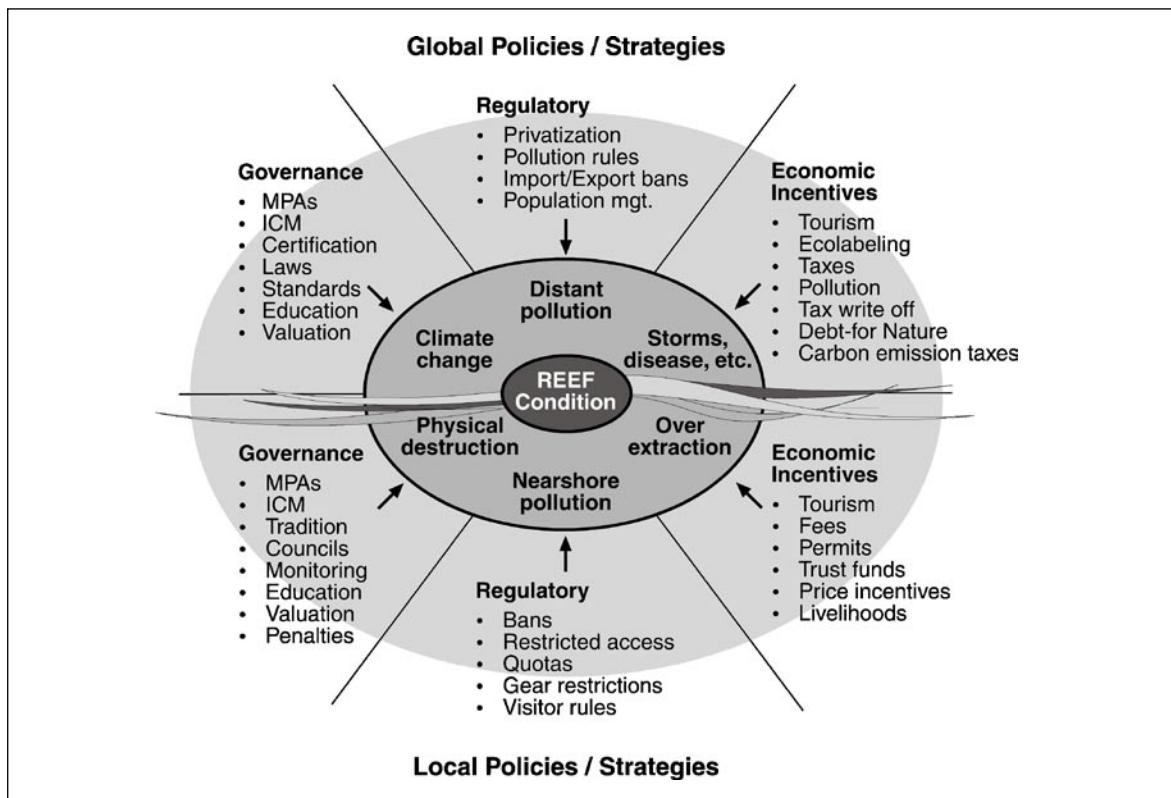 Global Policies / Strategies
Regulatory
• Privatization
• Pollution rules
• Import/Export bans
• Population mgt.
Governance
• MPAs
• ICM
• Certification
• Laws
• Standards
• Education
• Valuation
Economic
Incentives
• Tourism
• Ecolabeling
• Taxes
• Pollution
• Tax write off
• Debt-for Nature
• Carbon emission taxes
Distant
pollution
Climate
change
Storms,
disease, etc.
REEF
Condition
Physical
destruction
Over
extraction
Nearshore
pollution
Governance
• MPAs
• ICM
• Tradition
• Councils
• Monitoring
• Education
• Valuation
• Penalties
Economic
Incentives
• Tourism
• Fees
• Permits
• Trust funds
• Price incentives
• Livelihoods
Regulatory
• Bans
• Restricted access
• Quotas
• Gear restrictions
• Visitor rules
Local Policies / Strategies